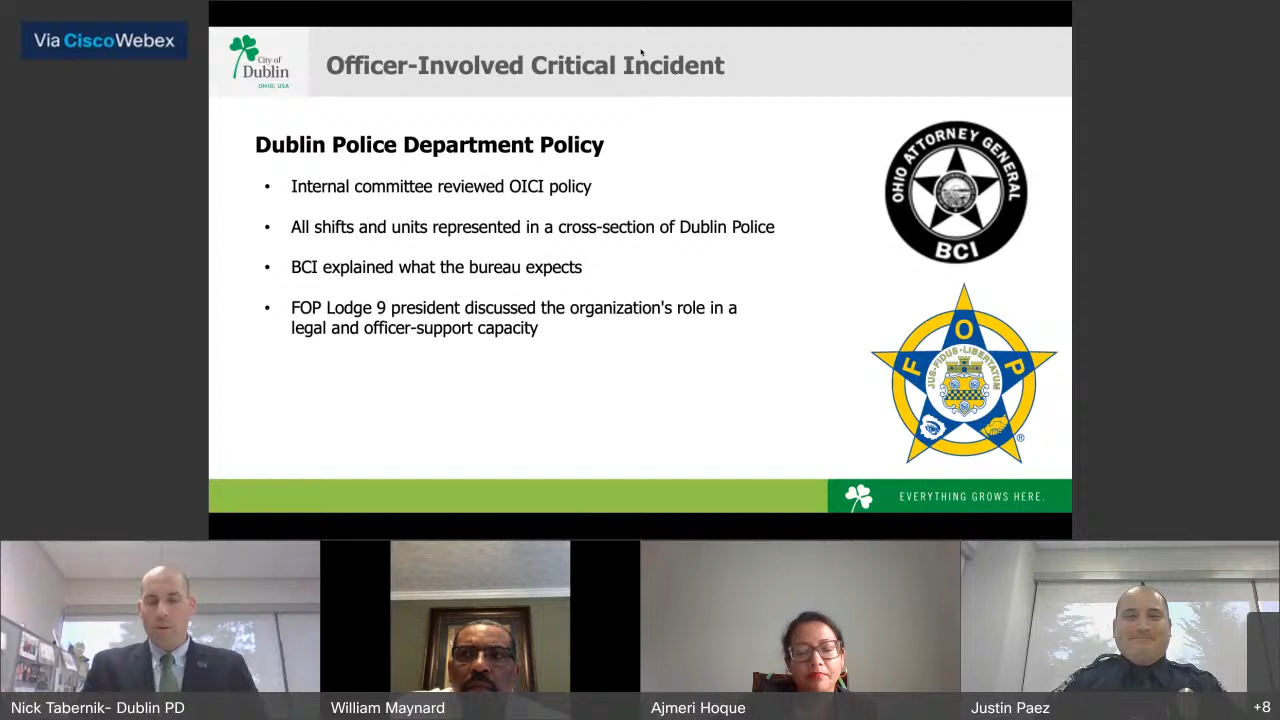 Via CiscoWebex
City of
Dublin
OHIO, USA
Officer-Involved Critical Incident
Dublin Police Department Policy
• Internal committee reviewed OICI policy
• All shifts and units represented in a cross-section of Dublin Police
• BCI explained what the bureau expects
• FOP Lodge 9 president discussed the organization's role in a
legal and officer-support capacity
OHIO ATTORNEY GENERAL
BCI
F O P
JUS·FIDUS·LIBERTATUM
®
EVERYTHING GROWS HERE.
Nick Tabernik- Dublin PD
William Maynard
Ajmeri Hoque
Justin Paez
+8